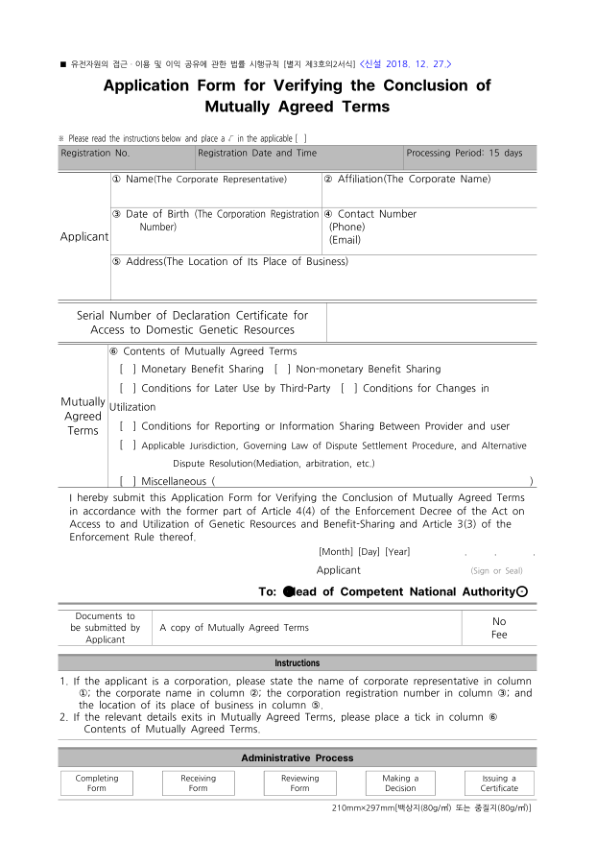 ■ 유전자원의 접근·이용 및 이익 공유에 관한 법률 시행규칙 [별지 제3호의2서식] <신설 2018. 12. 27.>
Application Form for Verifying the Conclusion of
Mutually Agreed Terms
※ Please read the instructions below and place a √ in the applicable [ ]
Registration No. Registration Date and Time Processing Period: 15 days
Applicant
① Name(The Corporate Representative) ② Affiliation(The Corporate Name)
③ Date of Birth (The Corporation Registration Number)
④ Contact Number
(Phone)
(Email)
⑤ Address(The Location of Its Place of Business)
Serial Number of Declaration Certificate for
Access to Domestic Genetic Resources
Mutually
Agreed
Terms
⑥ Contents of Mutually Agreed Terms
[ ] Monetary Benefit Sharing [ ] Non-monetary Benefit Sharing
[ ] Conditions for Later Use by Third-Party [ ] Conditions for Changes in
Utilization
[ ] Conditions for Reporting or Information Sharing Between Provider and user
[ ] Applicable Jurisdiction, Governing Law of Dispute Settlement Procedure, and Alternative
Dispute Resolution(Mediation, arbitration, etc.)
[ ] Miscellaneous ( )
I hereby submit this Application Form for Verifying the Conclusion of Mutually Agreed Terms
in accordance with the former part of Article 4(4) of the Enforcement Decree of the Act on
Access to and Utilization of Genetic Resources and Benefit-Sharing and Article 3(3) of the
Enforcement Rule thereof.
[Month] [Day] [Year] . . .
Applicant (Sign or Seal)
To: ●Head of Competent National Authority⊙
Documents to
be submitted by
Applicant
A copy of Mutually Agreed Terms
No
Fee
Instructions
1. If the applicant is a corporation, please state the name of corporate representative in column
①; the corporate name in column ②; the corporation registration number in column ③; and
the location of its place of business in column ⑤.
2. If the relevant details exits in Mutually Agreed Terms, please place a tick in column ⑥
Contents of Mutually Agreed Terms.
Administrative Process
Completing
Form
Receiving
Form
Reviewing
Form
Making a
Decision
Issuing a
Certificate
210mm×297mm[백상지(80g/㎡) 또는 중질지(80g/㎡)]